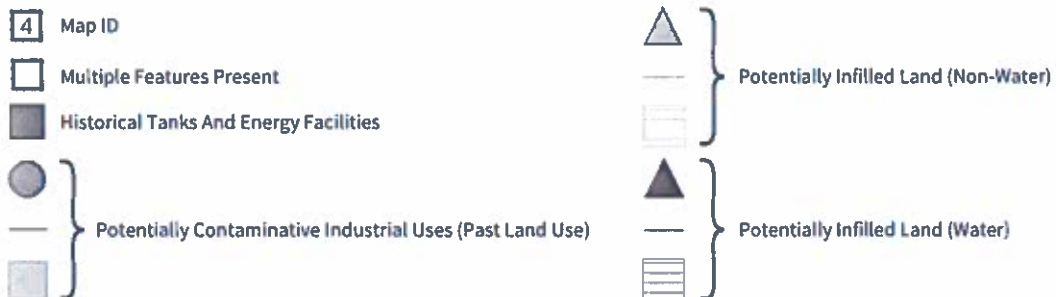 4 Map ID
Multiple Features Present
Historical Tanks And Energy Facilities
Potentially Contaminative Industrial Uses (Past Land Use)
Potentially Infilled Land (Non-Water)
Potentially Infilled Land (Water)